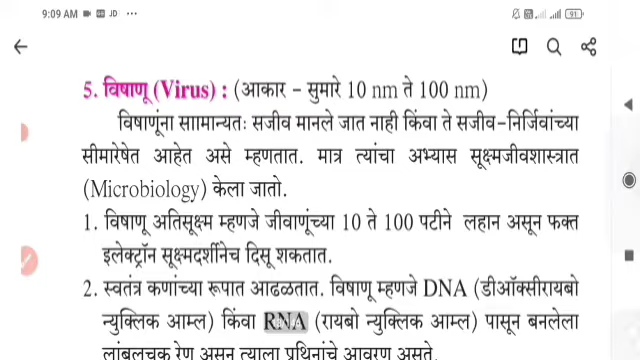 9:09 AM JD ... 91
5. विषाणू (Virus) : (आकार - सुमारे 10 nm ते 100 nm)
विषाणूंना साामान्यतः सजीव मानले जात नाही किंवा ते सजीव-निर्जिवांच्या
सीमारेषेत आहेत असे म्हणतात. मात्र त्यांचा अभ्यास सूक्ष्मजीवशास्त्रात
(Microbiology) केला जातो.
1. विषाणू अतिसूक्ष्म म्हणजे जीवाणूंच्या 10 ते 100 पटीने लहान असून फक्त
इलेक्ट्रॉन सूक्ष्मदर्शीनेच दिसू शकतात.
2. स्वतंत्र कणांच्या रूपात आढळतात. विषाणू म्हणजे DNA (डीऑक्सीरायबो
न्युक्लिक आम्ल) किंवा RNA (रायबो न्युक्लिक आम्ल) पासून बनलेला
लांबलचक रेणू असून त्याला प्रथिनांचे आवरण असते.